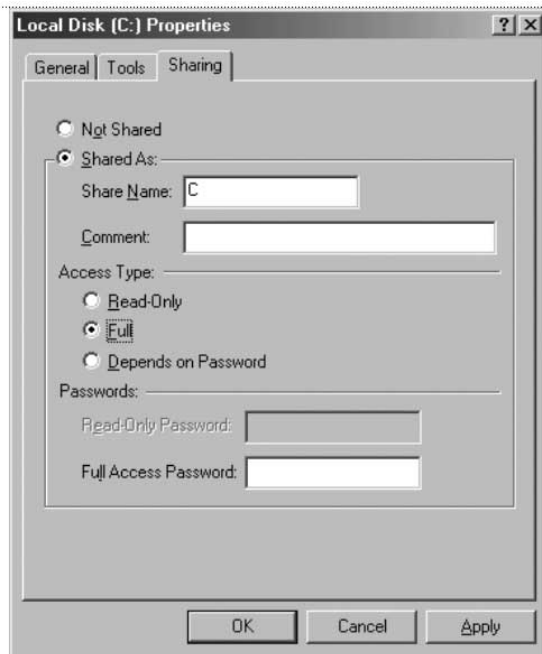 Local Disk (C:) Properties
General Tools Sharing
Not Shared
Shared As:
Share Name: C
Comment:
Access Type:
Read-Only
Full
Depends on Password
Passwords:
Read-Only Password:
Full Access Password:
OK Cancel Apply